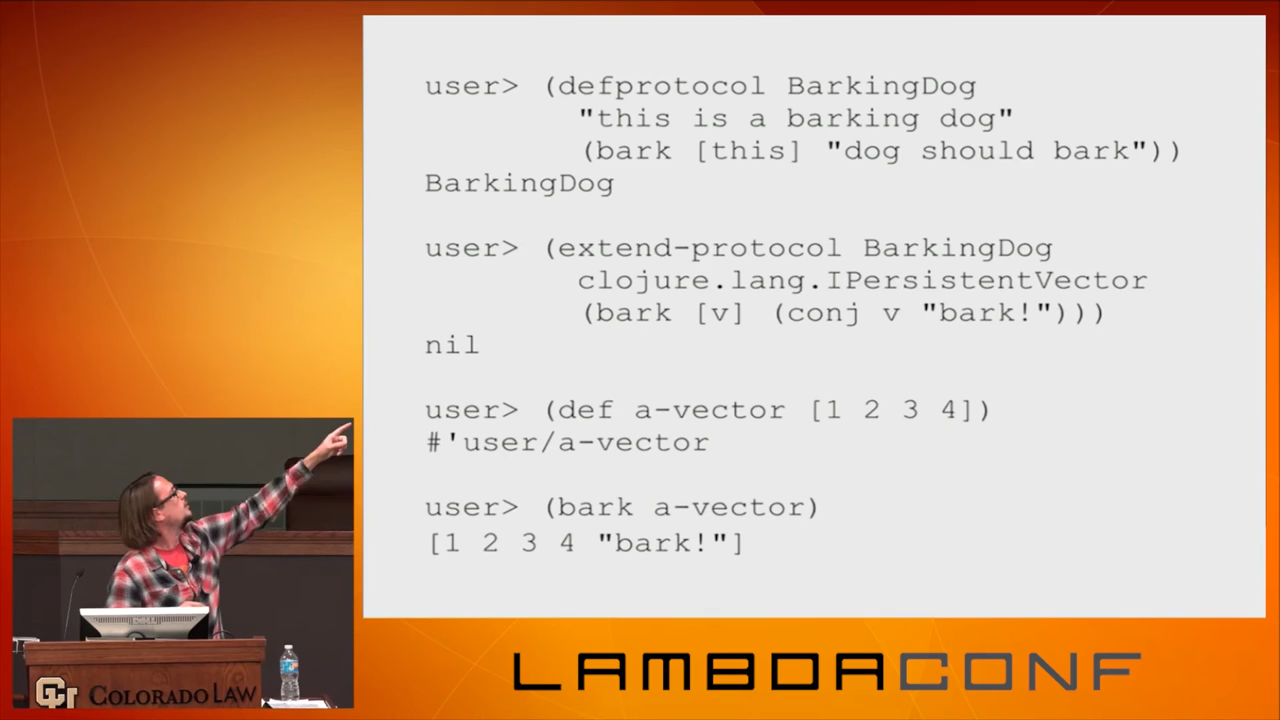 user> (defprotocol BarkingDog
"this is a barking dog"
(bark [this] "dog should bark"))
BarkingDog
user> (extend-protocol BarkingDog
clojure.lang.IPersistentVector
(bark [v] (conj v "bark!")))
nil
user> (def a-vector [1 2 3 4])
#'user/a-vector
user> (bark a-vector)
[1 2 3 4 "bark!"]
DELL
CU COLORADO LAW
LAMBDACONF